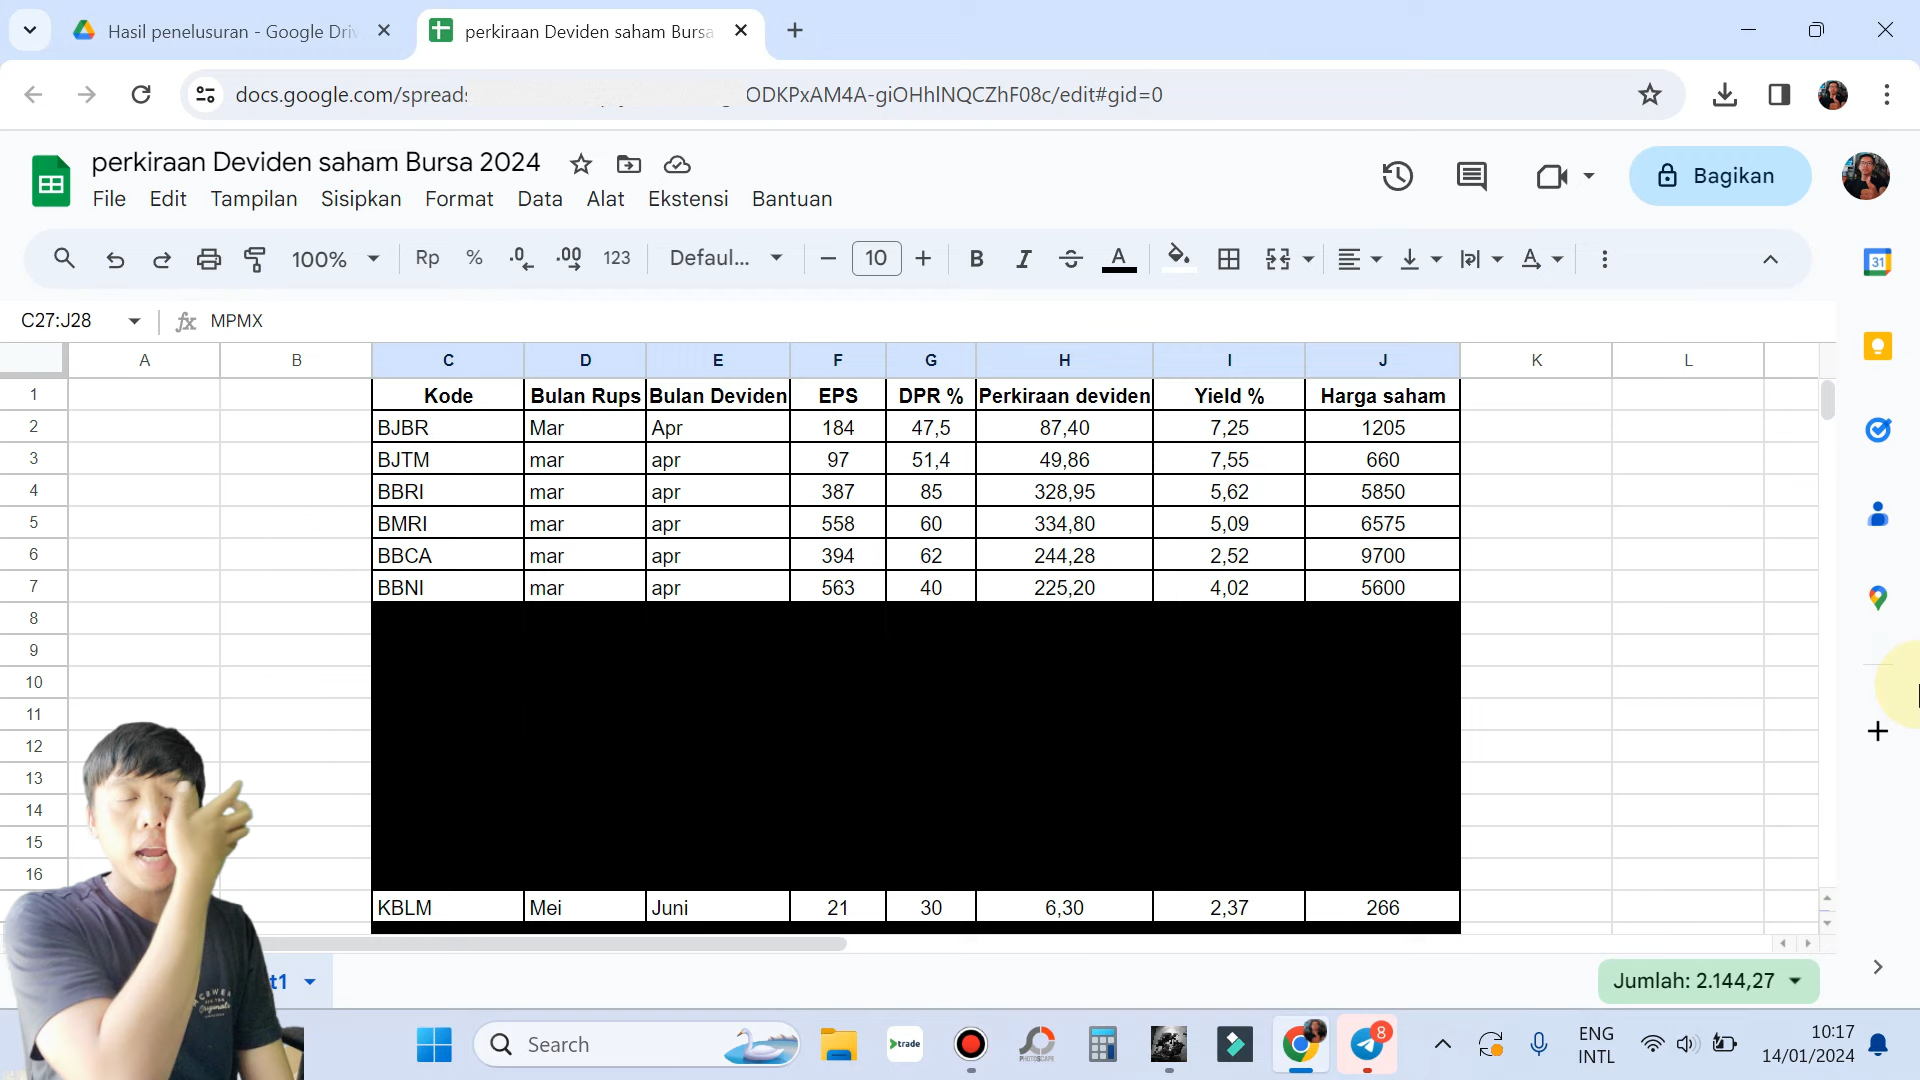 Hasil penelusuran - Google Driv
perkiraan Deviden saham Bursa
docs.google.com/spreads
ODKPxAM4A-giOHhlNQCZhF08c/edit#gid=0
perkiraan Deviden saham Bursa 2024
File Edit Tampilan Sisipkan Format Data Alat Ekstensi Bantuan
Bagikan
100% Rp % .0 .00 123 Defaul... 10 B I A
31
C27:J28 fx MPMX
A B C D E F G H I J K L
1 Kode Bulan Rups Bulan Deviden EPS DPR % Perkiraan deviden Yield % Harga saham
2 BJBR Mar Apr 184 47,5 87,40 7,25 1205
3 BJTM mar apr 97 51,4 49,86 7,55 660
4 BBRI mar apr 387 85 328,95 5,62 5850
5 BMRI mar apr 558 60 334,80 5,09 6575
6 BBCA mar apr 394 62 244,28 2,52 9700
7 BBNI mar apr 563 40 225,20 4,02 5600
8
9
10
11
12
13
14
15
16
KBLM Mei Juni 21 30 6,30 2,37 266
t1
Jumlah: 2.144,27
Search
trade
PHOTOSCAPE
8
ENG
INTL
10:17
14/01/2024